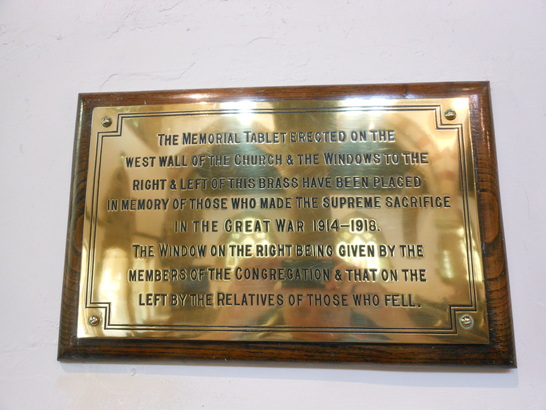 The Memorial Tablet erected on the
west wall of the Church & the Windows to the
right & left of this brass have been placed
in memory of those who made the supreme sacrifice
in the Great War 1914–1918.
The Window on the right being given by the
members of the Congregation & that on the
left by the Relatives of those who fell.